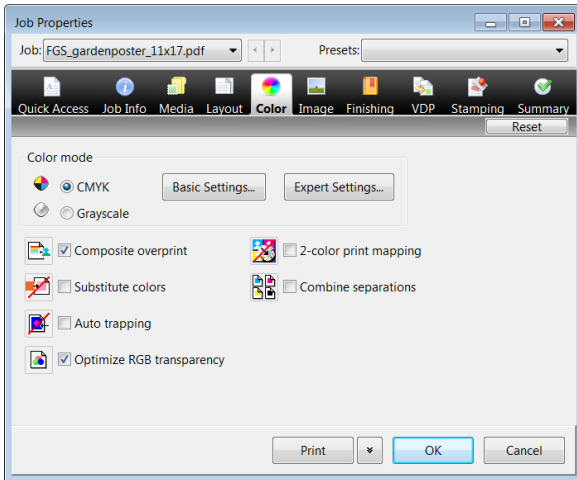 Job Properties
Job: FGS_gardenposter_11x17.pdf Presets:
Quick Access Job Info Media Layout Color Image Finishing VDP Stamping Summary
Reset
Color mode
CMYK Basic Settings... Expert Settings...
Grayscale
Composite overprint 2-color print mapping
Substitute colors Combine separations
Auto trapping
Optimize RGB transparency
Print OK Cancel